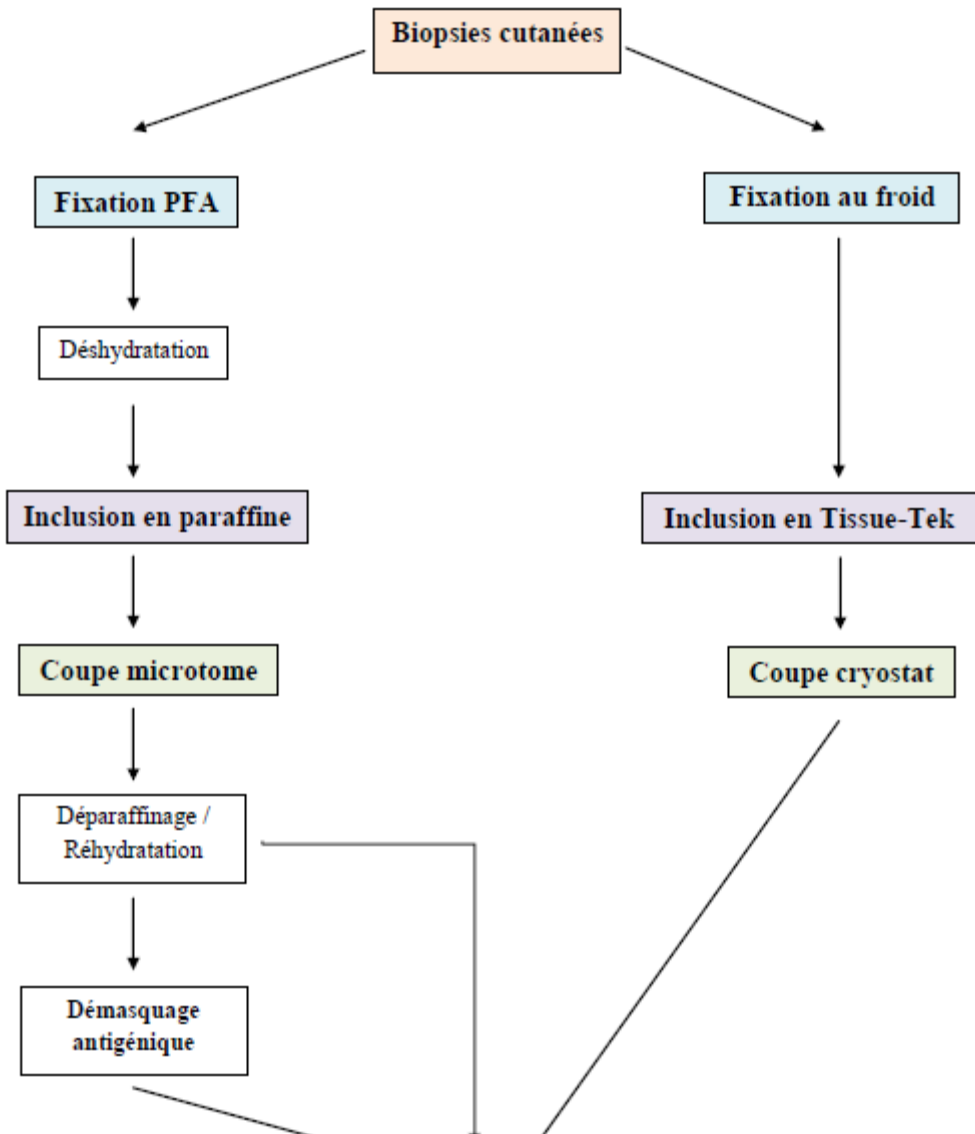 Biopsies cutanées
Fixation PFA
Fixation au froid
Déshydratation
Inclusion en paraffine
Inclusion en Tissue-Tek
Coupe microtome
Coupe cryostat
Déparaffinage /
Réhydratation
Démasquage
antigénique